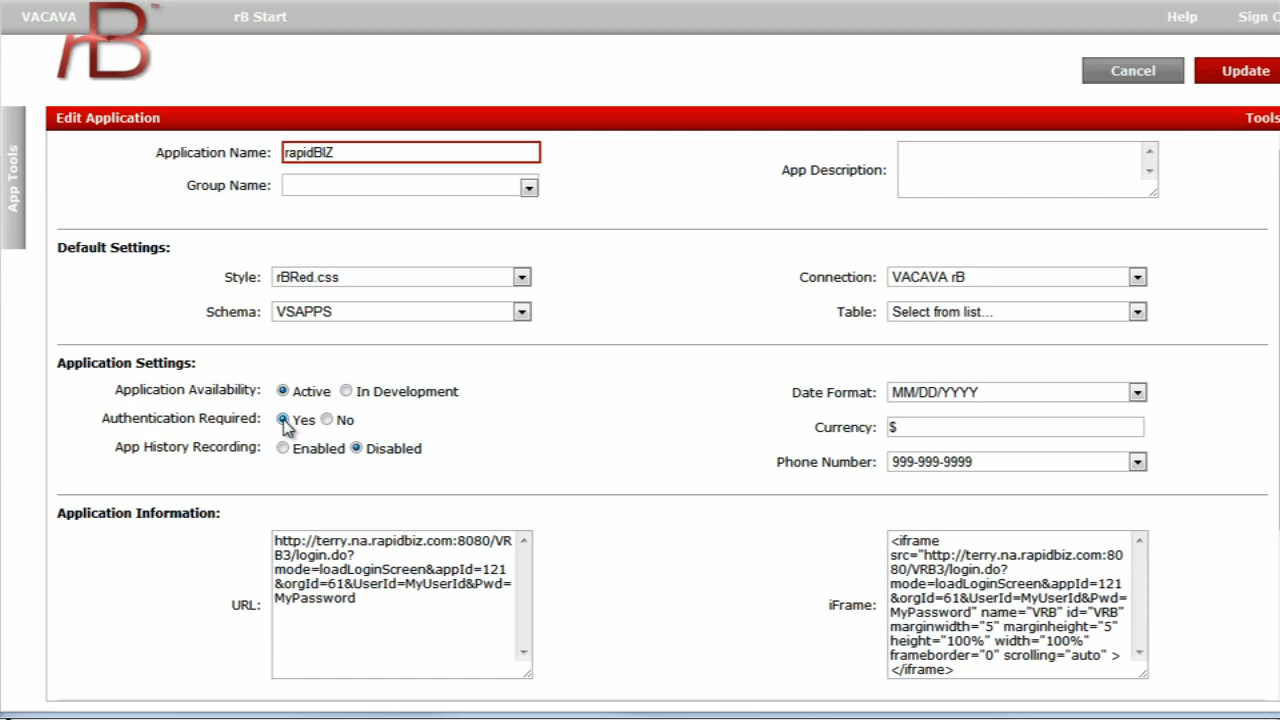 VACAVA
rB Start
Help
Sign
rB™
Cancel
Update
App Tools
Edit Application
Tools
Application Name: rapidBIZ
App Description:
Group Name:
Default Settings:
Style: rBRed.css
Connection: VACAVA rB
Schema: VSAPPS
Table: Select from list...
Application Settings:
Application Availability: Active In Development
Date Format: MM/DD/YYYY
Authentication Required: Yes No
Currency: $
App History Recording: Enabled Disabled
Phone Number: 999-999-9999
Application Information:
URL:
http://terry.na.rapidbiz.com:8080/VR
B3/login.do?
mode=loadLoginScreen&appId=121
&orgId=61&UserId=MyUserId&Pwd=
MyPassword
iFrame:
<iframe
src="http://terry.na.rapidbiz.com:80
80/VRB3/login.do?
mode=loadLoginScreen&appId=121
&orgId=61&UserId=MyUserId&Pwd=
MyPassword" name="VRB" id="VRB"
marginwidth="5" marginheight="5"
height="100%" width="100%"
frameborder="0" scrolling="auto" >
</iframe>